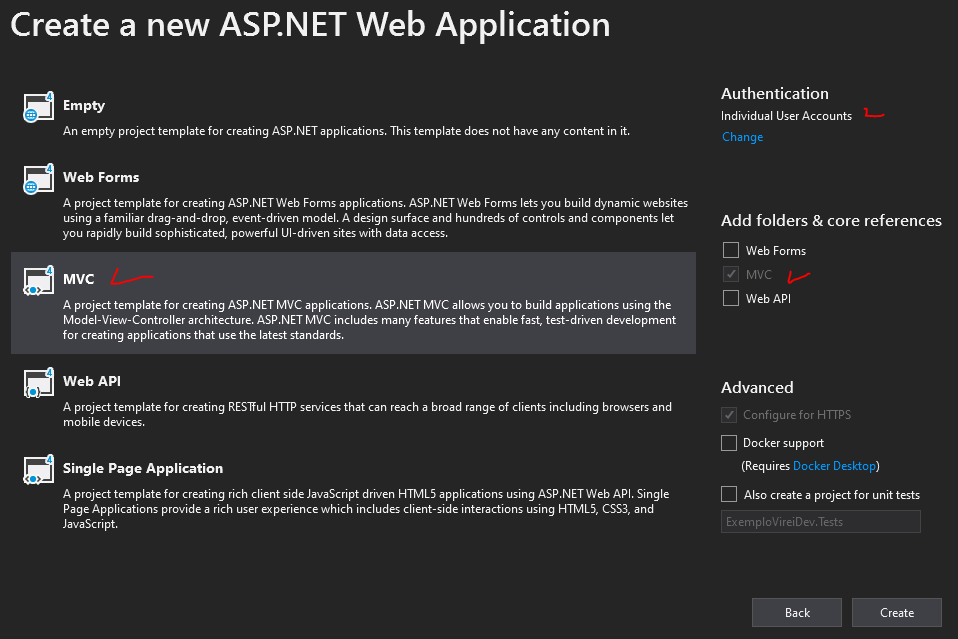 Create a new ASP.NET Web Application
Empty
An empty project template for creating ASP.NET applications. This template does not have any content in it.
Web Forms
A project template for creating ASP.NET Web Forms applications. ASP.NET Web Forms lets you build dynamic websites
using a familiar drag-and-drop, event-driven model. A design surface and hundreds of controls and components let
you rapidly build sophisticated, powerful UI-driven sites with data access.
MVC
A project template for creating ASP.NET MVC applications. ASP.NET MVC allows you to build applications using the
Model-View-Controller architecture. ASP.NET MVC includes many features that enable fast, test-driven development
for creating applications that use the latest standards.
Web API
A project template for creating RESTful HTTP services that can reach a broad range of clients including browsers and
mobile devices.
Single Page Application
A project template for creating rich client side JavaScript driven HTML5 applications using ASP.NET Web API. Single
Page Applications provide a rich user experience which includes client-side interactions using HTML5, CSS3, and
JavaScript.
Authentication
Individual User Accounts
Change
Add folders & core references
Web Forms
MVC
Web API
Advanced
Configure for HTTPS
Docker support
(Requires Docker Desktop)
Also create a project for unit tests
ExemploVireiDev.Tests
Back
Create